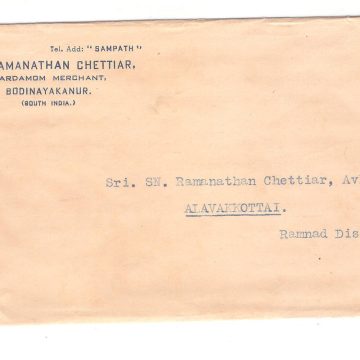 Tel. Add: "SAMPATH"
AMANATHAN CHETTIAR,
ARDAMOM MERCHANT,
BODINAYAKANUR.
(SOUTH INDIA.)
Sri. SN. Ramanathan Chettiar, Av
ALAVAKKOTTAI.
Ramnad Dis